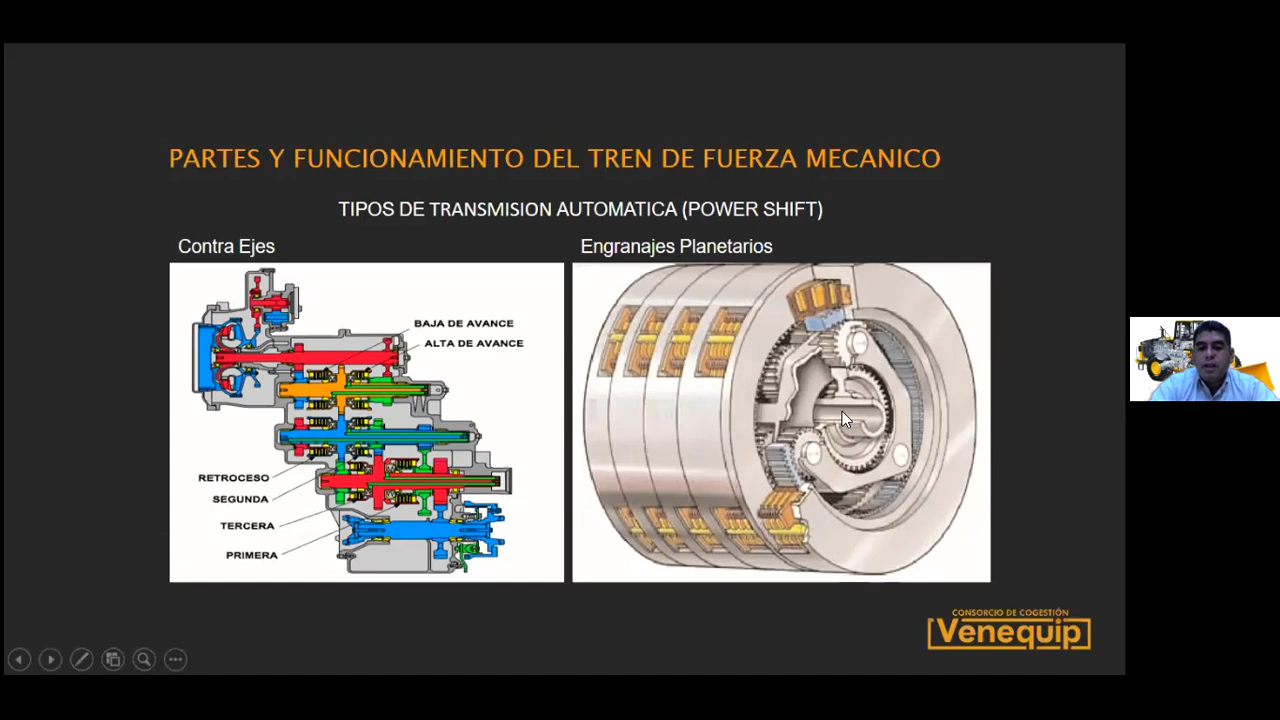 PARTES Y FUNCIONAMIENTO DEL TREN DE FUERZA MECANICO
TIPOS DE TRANSMISION AUTOMATICA (POWER SHIFT)
Contra Ejes
Engranajes Planetarios
BAJA DE AVANCE
ALTA DE AVANCE
RETROCESO
SEGUNDA
TERCERA
PRIMERA
CONSORCIO DE COGESTIÓN
Venequip